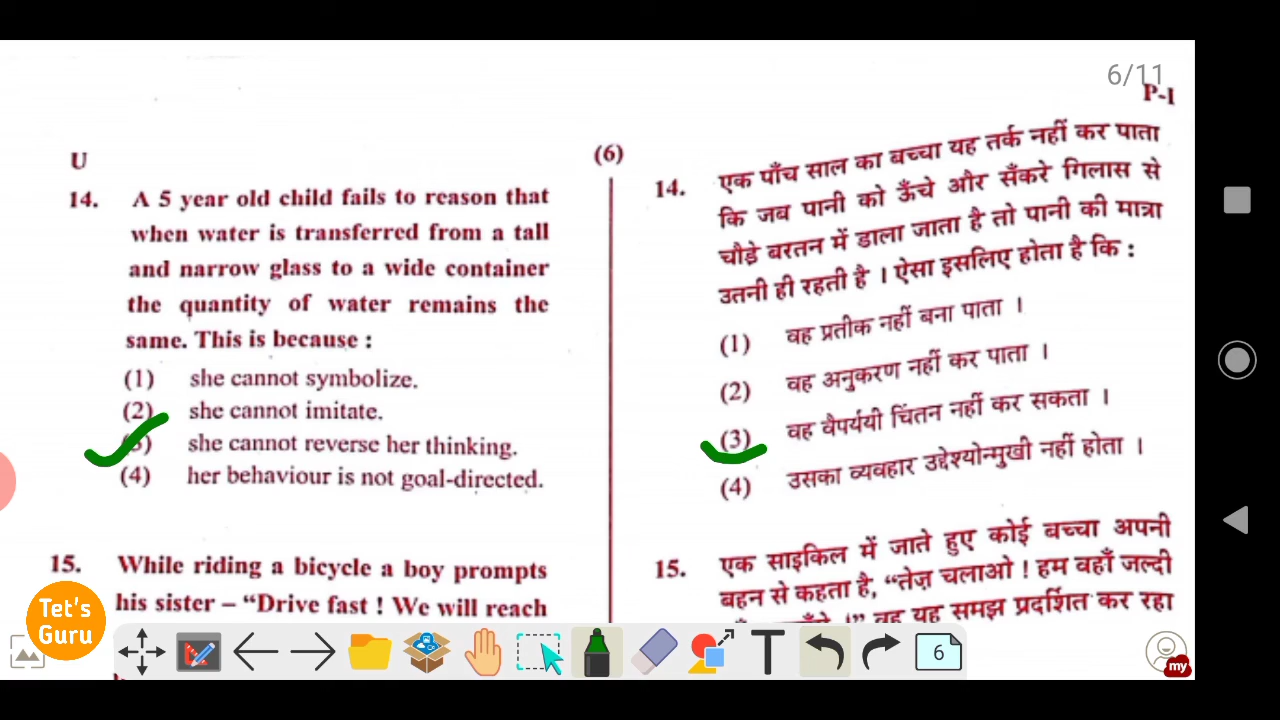 6/11
P-1
U
(6)
14. A 5 year old child fails to reason that
when water is transferred from a tall
and narrow glass to a wide container
the quantity of water remains the
same. This is because :
(1) she cannot symbolize.
(2) she cannot imitate.
(3) she cannot reverse her thinking.
(4) her behaviour is not goal-directed.
15. While riding a bicycle a boy prompts
his sister – “Drive fast ! We will reach
14. एक पाँच साल का बच्चा यह तर्क नहीं कर पाता
कि जब पानी को ऊँचे और सँकरे गिलास से
चौड़े बरतन में डाला जाता है तो पानी की मात्रा
उतनी ही रहती है । ऐसा इसलिए होता है कि :
(1) वह प्रतीक नहीं बना पाता ।
(2) वह अनुकरण नहीं कर पाता ।
(3) वह वैपर्ययी चिंतन नहीं कर सकता ।
(4) उसका व्यवहार उद्देश्योन्मुखी नहीं होता ।
15. एक साइकिल में जाते हुए कोई बच्चा अपनी
बहन से कहता है, “तेज़ चलाओ ! हम वहाँ जल्दी
वह यह समझ प्रदर्शित कर रहा
Tet's
Guru
T
6
my